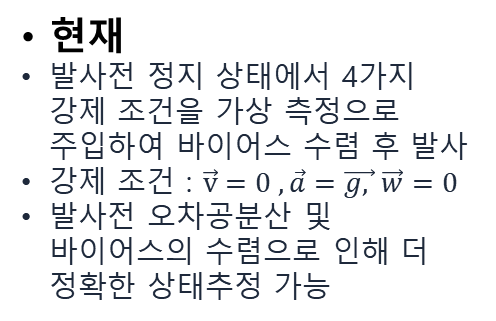 • 현재
• 발사전 정지 상태에서 4가지
강제 조건을 가상 측정으로
주입하여 바이어스 수렴 후 발사
• 강제 조건 : v⃗ = 0 , a⃗ = g⃗, w⃗ = 0
• 발사전 오차공분산 및
바이어스의 수렴으로 인해 더
정확한 상태추정 가능